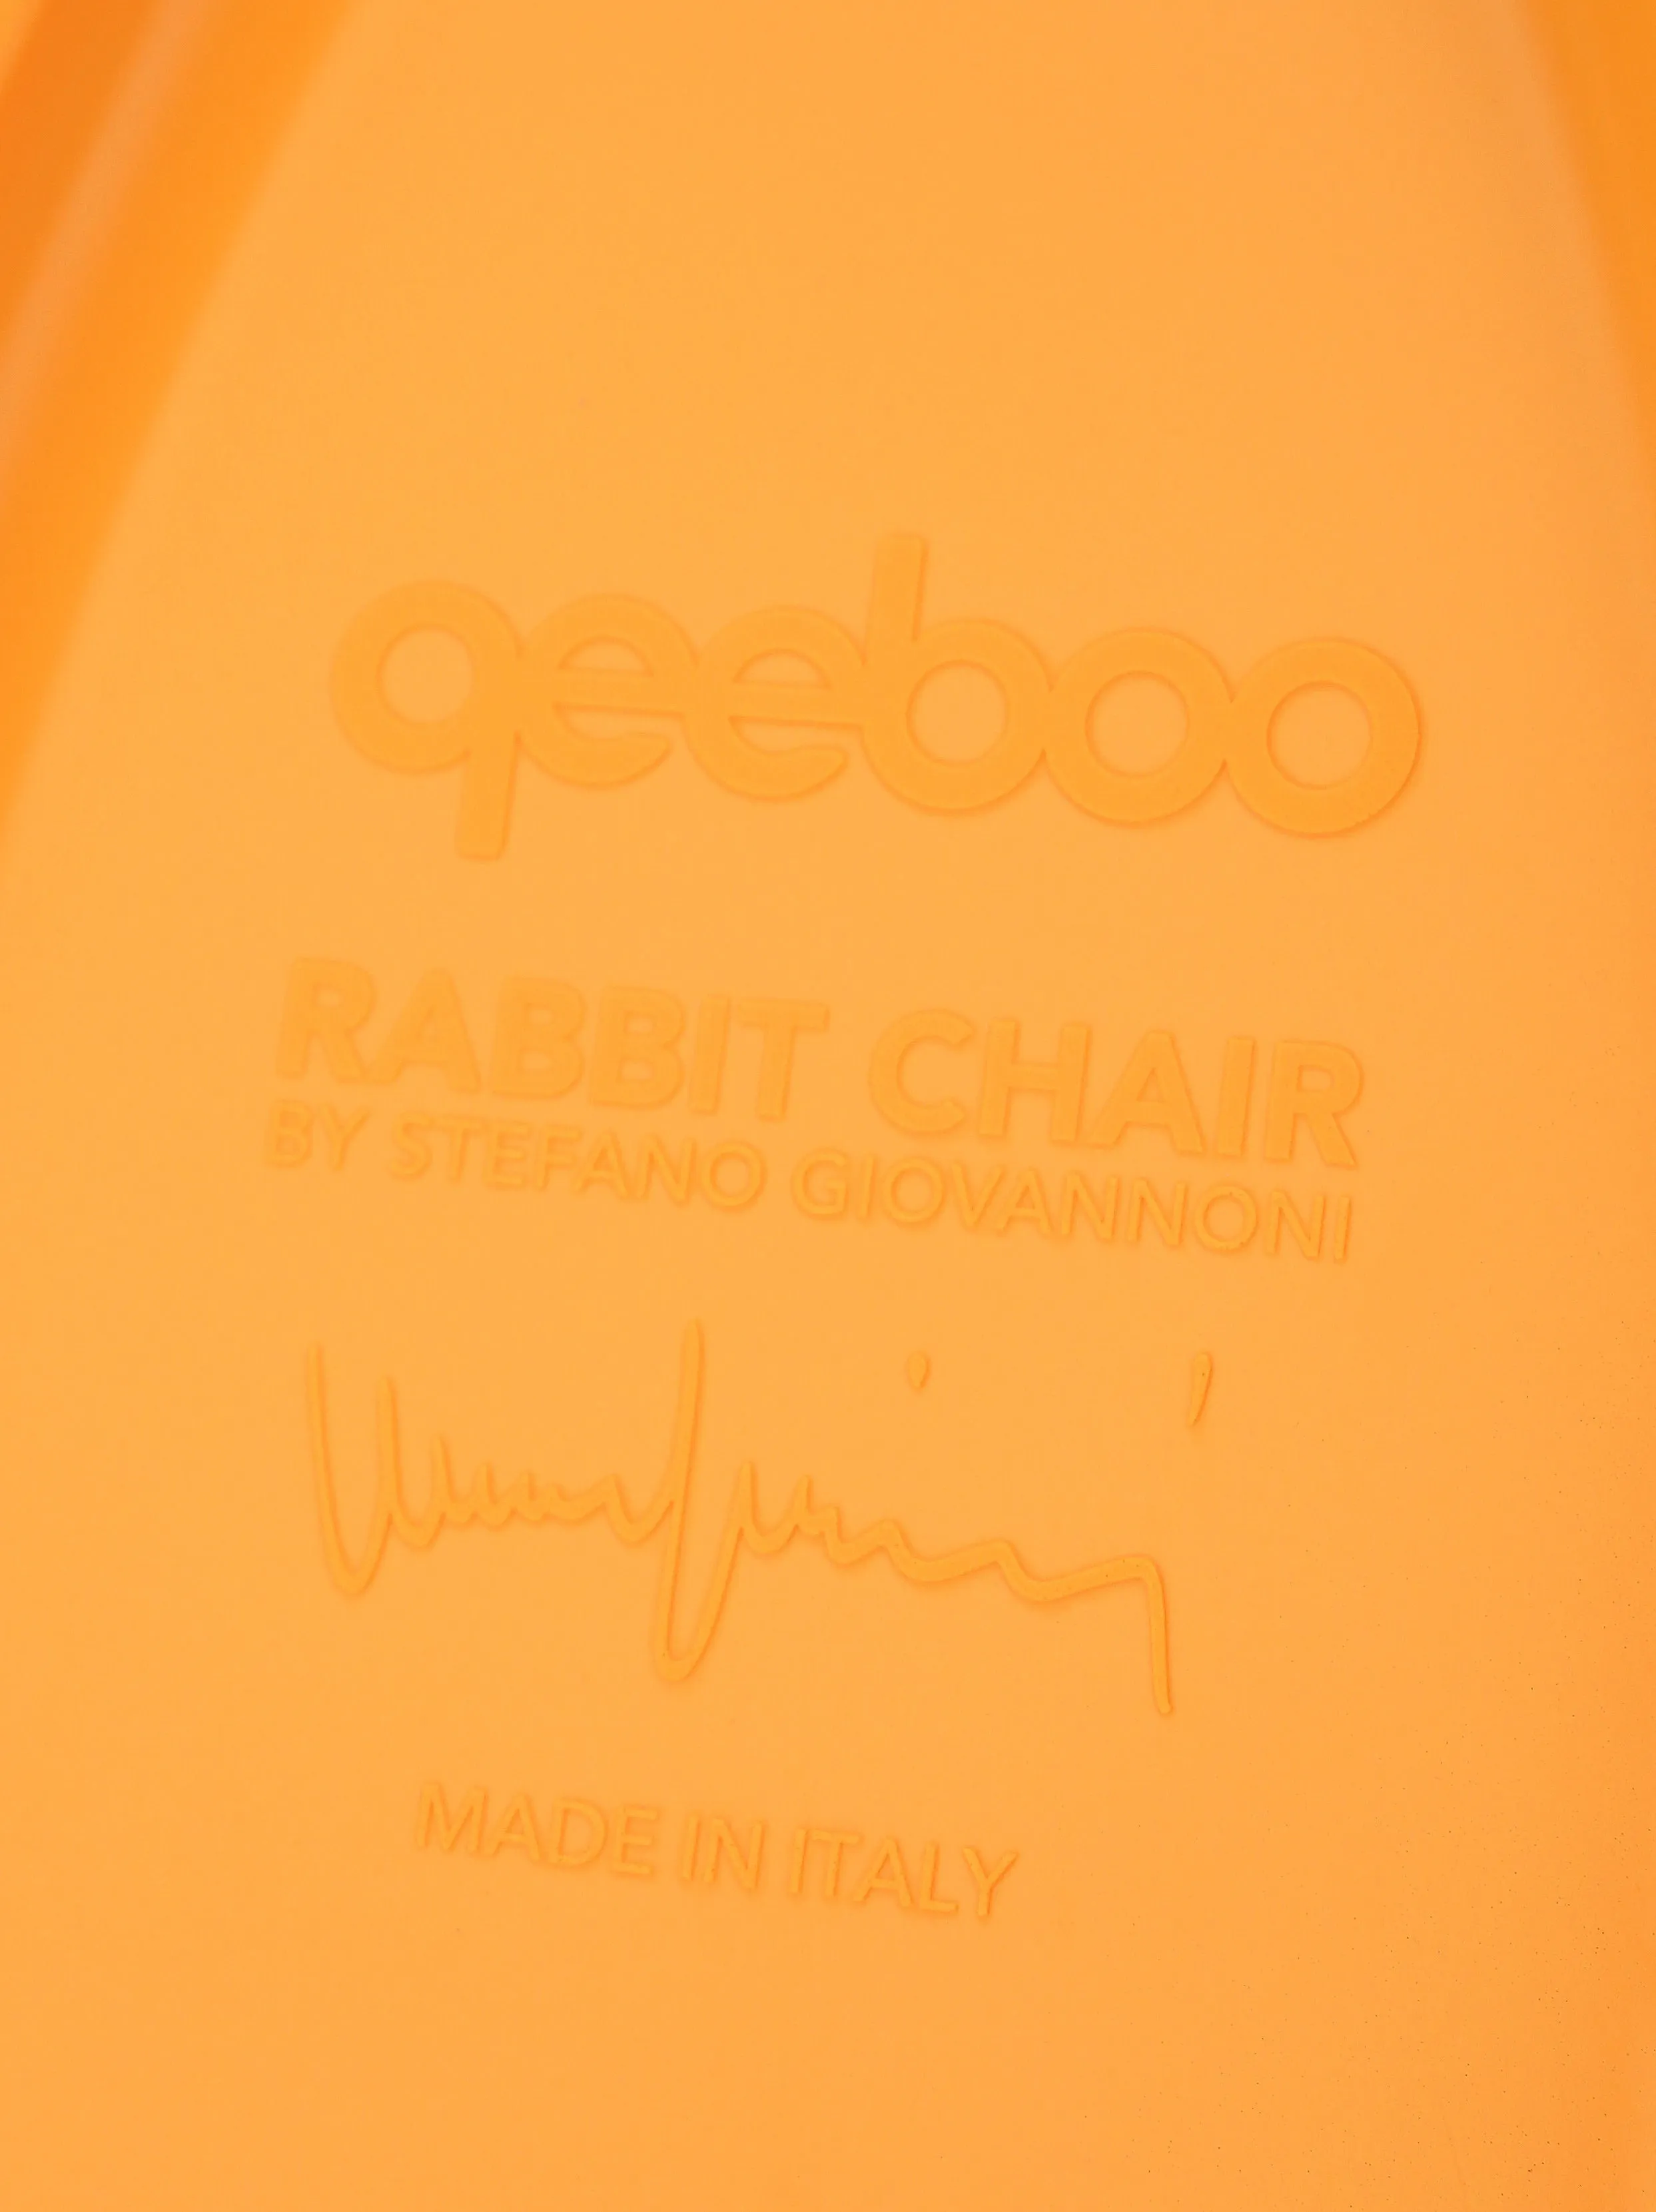 qeeboo
RABBIT CHAIR
BY STEFANO GIOVANNONI
MADE IN ITALY